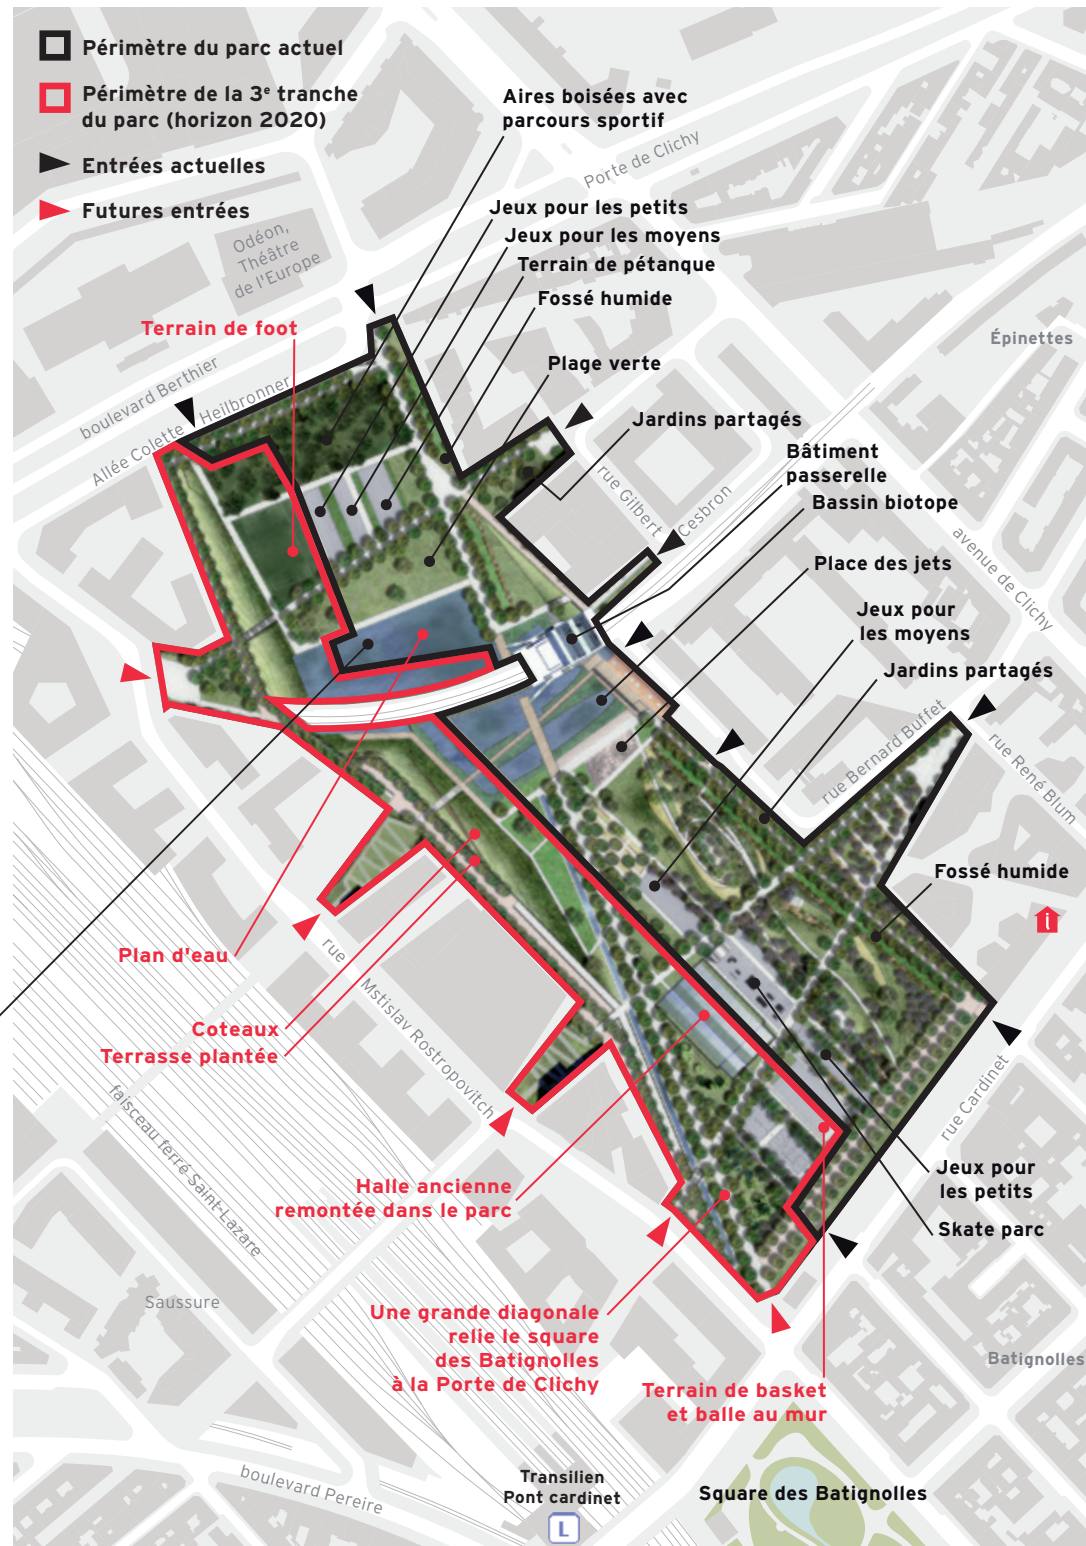 Périmètre du parc actuel
Périmètre de la 3e tranche
du parc (horizon 2020)
Entrées actuelles
Futures entrées
Aires boisées avec
parcours sportif
Porte de Clichy
Jeux pour les petits
Jeux pour les moyens
Terrain de pétanque
Fossé humide
Odéon,
Théâtre
de l'Europe
Terrain de foot
Épinettes
boulevard Berthier
Plage verte
Allée Colette Heilbronner
Jardins partagés
Bâtiment
passerelle
Bassin biotope
rue Gilbert Cesbron
avenue de Clichy
Place des jets
Jeux pour
les moyens
Jardins partagés
rue Bernard Buffet
rue René Blum
Fossé humide
i
Plan d'eau
Coteaux
Terrasse plantée
rue Mstislav Rostropovitch
faisceau ferré Saint-Lazare
rue Cardinet
Jeux pour
les petits
Skate parc
Halle ancienne
remontée dans le parc
Saussure
Une grande diagonale
relie le square
des Batignolles
à la Porte de Clichy
Batignolles
Terrain de basket
et balle au mur
boulevard Pereire
Transilien
Pont cardinet
L
Square des Batignolles